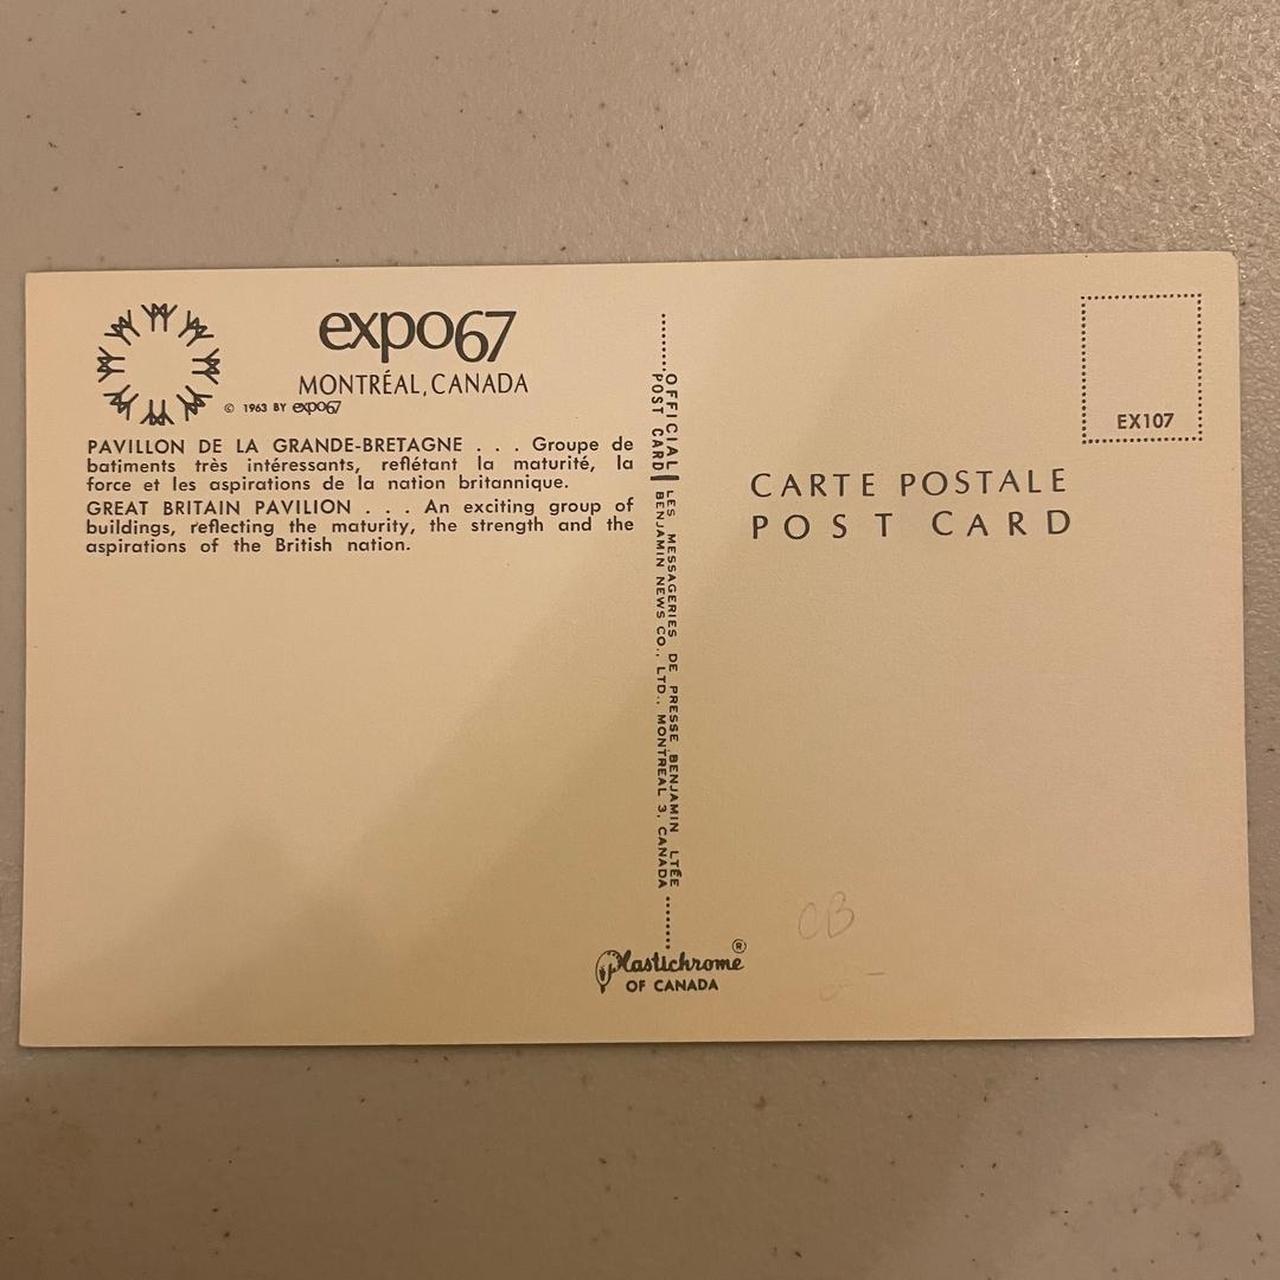 expo67
MONTRÉAL, CANADA
© 1963 BY expo67
PAVILLON DE LA GRANDE-BRETAGNE . . . Groupe de
batiments très intéressants, reflétant la maturité, la
force et les aspirations de la nation britannique.
GREAT BRITAIN PAVILION . . . An exciting group of
buildings, reflecting the maturity, the strength and the
aspirations of the British nation.
OFFICIAL
POST CARD
LES MESSAGERIES DE PRESSE BENJAMIN LTÉE
BENJAMIN NEWS CO., LTD., MONTREAL 3, CANADA
Plastichrome®
OF CANADA
EX107
CARTE POSTALE
POST CARD
CB